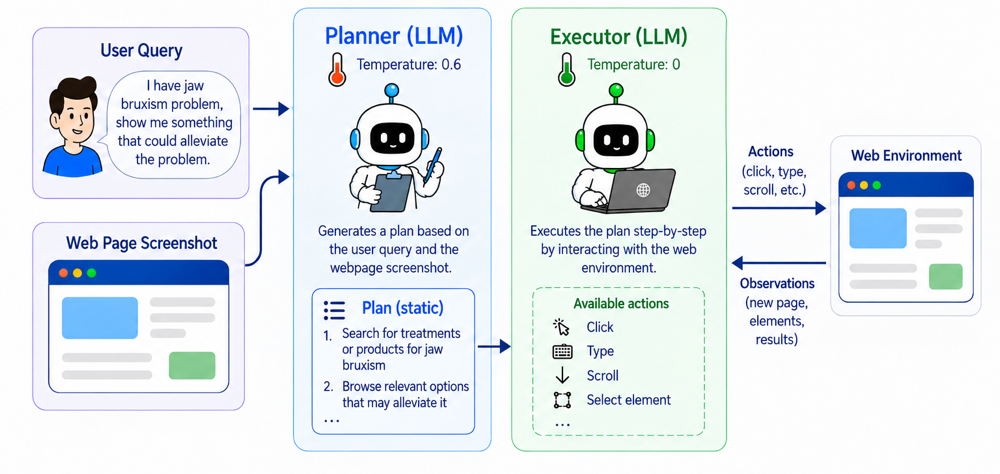 User Query
I have jaw
bruxism problem,
show me something
that could alleviate
the problem.
Web Page Screenshot
Planner (LLM)
Temperature: 0.6
Generates a plan based on
the user query and the
webpage screenshot.
Plan (static)
1. Search for treatments
or products for jaw
bruxism
2. Browse relevant options
that may alleviate it
...
Executor (LLM)
Temperature: 0
Executes the plan step-by-step
by interacting with the web
environment.
Available actions
Click
Type
Scroll
Select element
...
Actions
(click, type,
scroll, etc.)
Observations
(new page,
elements,
results)
Web Environment